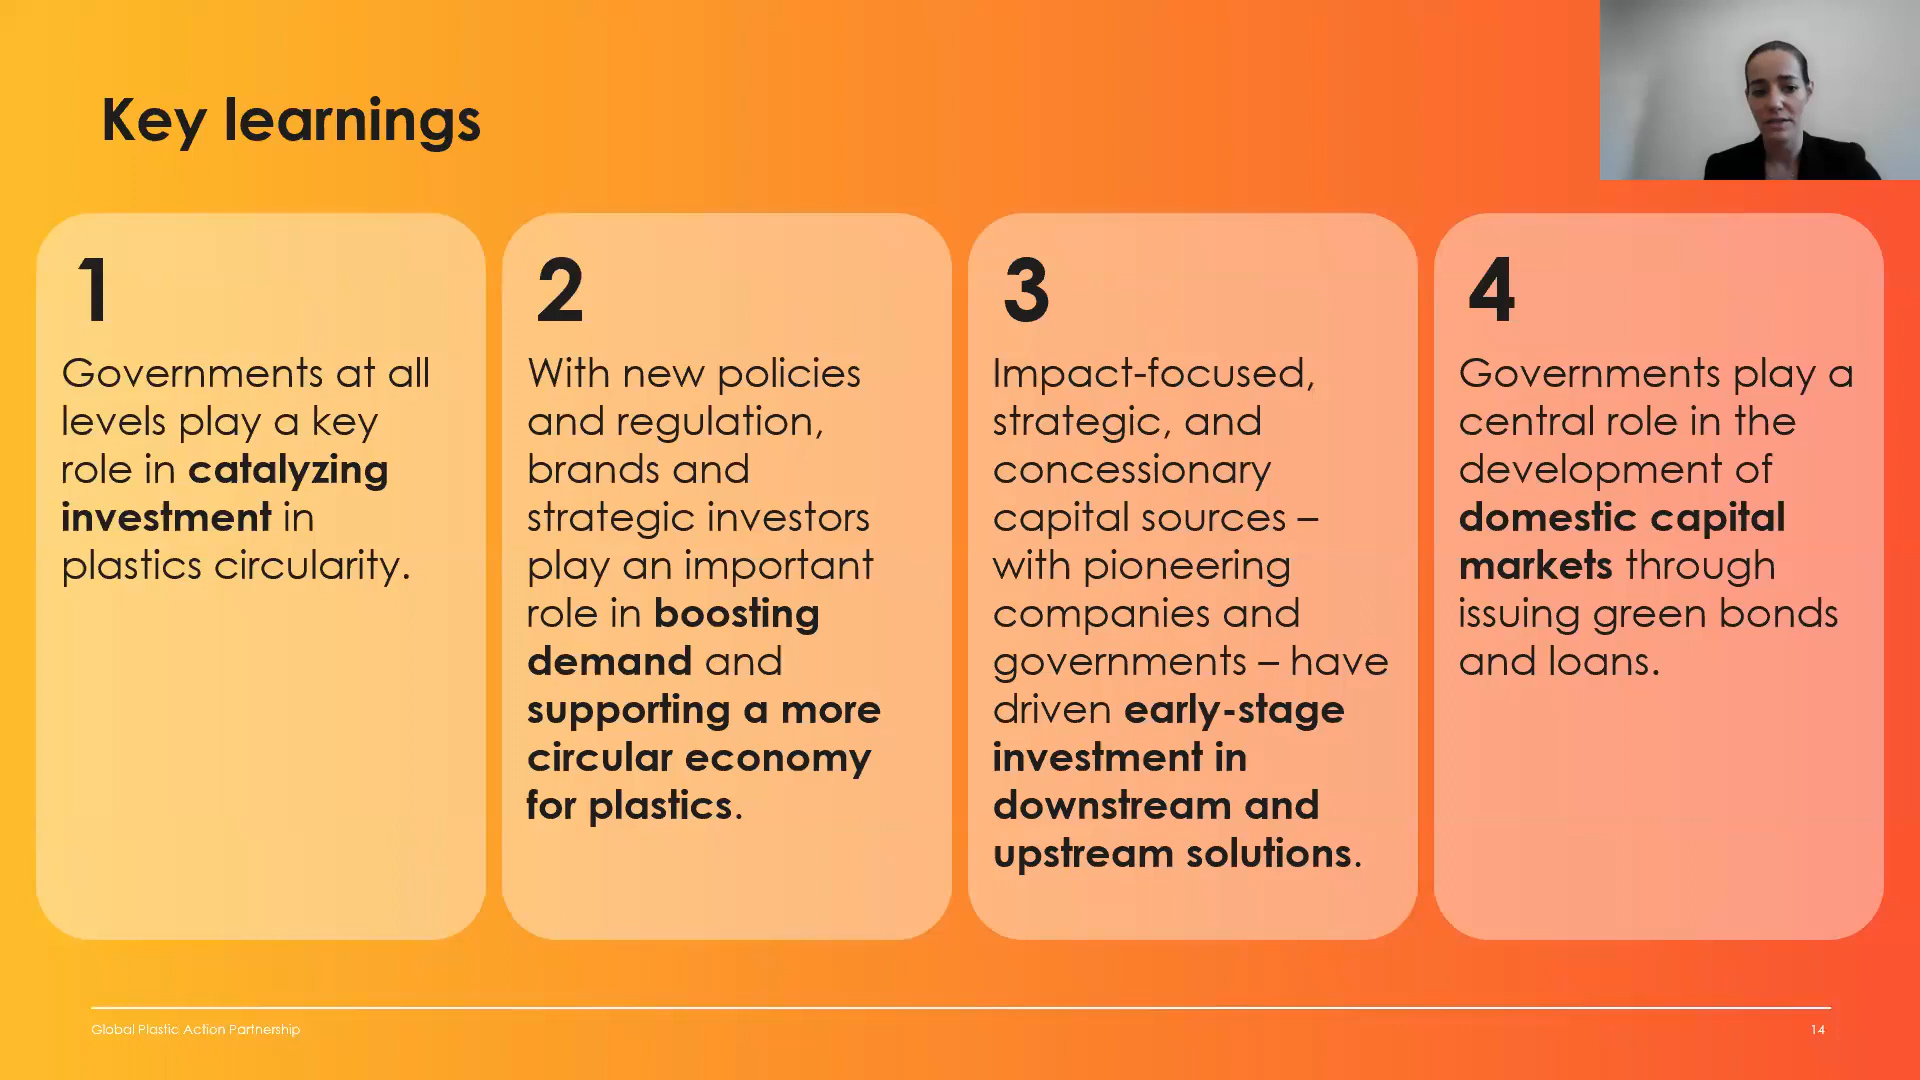 Key learnings
1
Governments at all
levels play a key
role in catalyzing
investment in
plastics circularity.
2
With new policies
and regulation,
brands and
strategic investors
play an important
role in boosting
demand and
supporting a more
circular economy
for plastics.
3
Impact-focused,
strategic, and
concessionary
capital sources –
with pioneering
companies and
governments – have
driven early-stage
investment in
downstream and
upstream solutions.
4
Governments play a
central role in the
development of
domestic capital
markets through
issuing green bonds
and loans.
Global Plastic Action Partnership
14